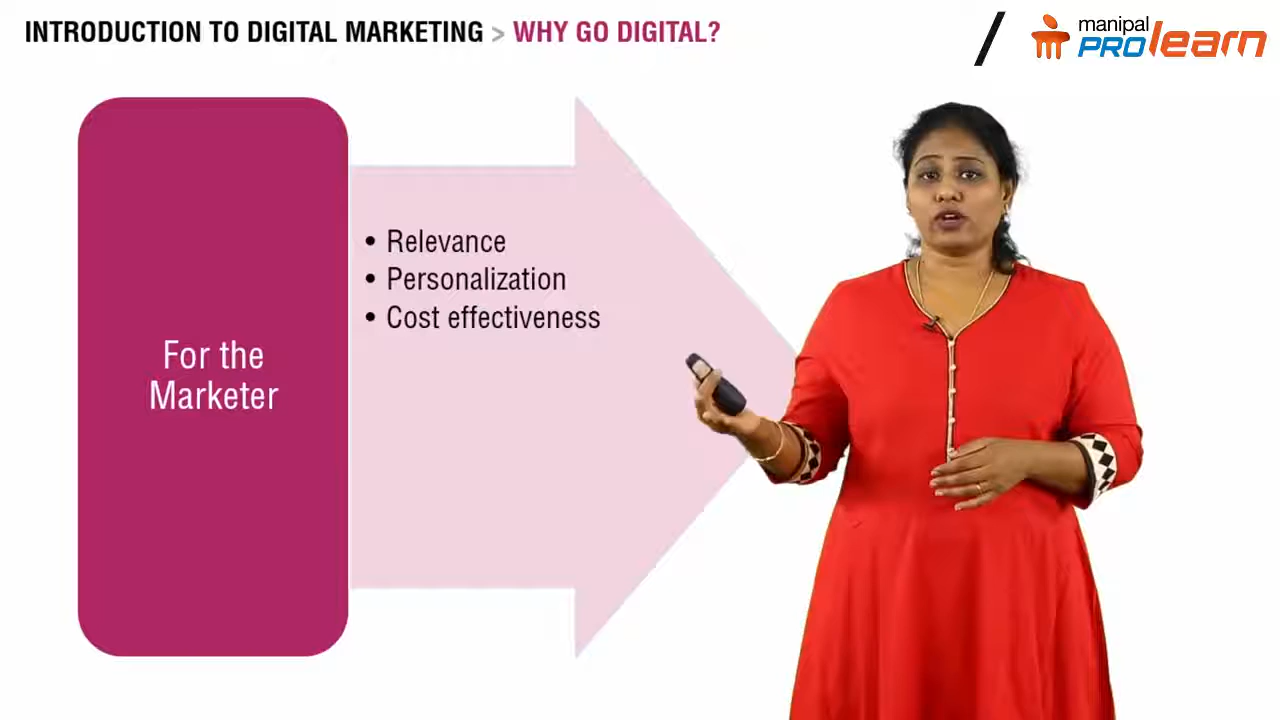 INTRODUCTION TO DIGITAL MARKETING > WHY GO DIGITAL?
manipal
PROlearn
For the
Marketer
• Relevance
• Personalization
• Cost effectiveness